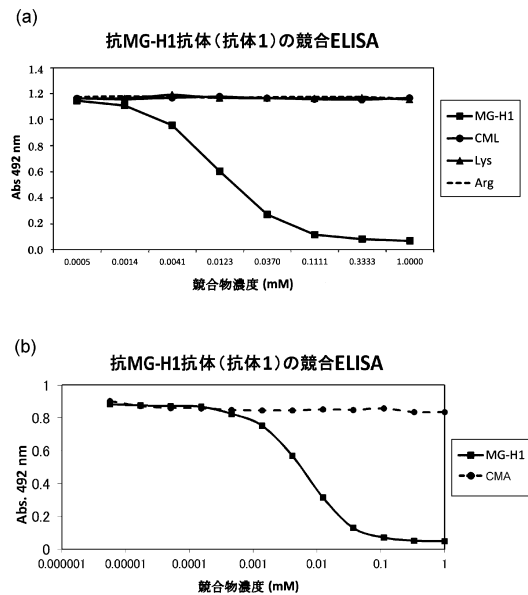 (a)
抗MG-H1抗体(抗体1)の競合ELISA
1.4
1.2
1.0
0.8
0.6
0.4
0.2
0.0
Abs 492 nm
0.0005 0.0014 0.0041 0.0123 0.0370 0.1111 0.3333 1.0000
競合物濃度 (mM)
MG-H1
CML
Lys
Arg
(b)
抗MG-H1抗体(抗体1)の競合ELISA
1
0.8
0.6
0.4
0.2
0
Abs. 492 nm
0.000001 0.00001 0.0001 0.001 0.01 0.1 1
競合物濃度 (mM)
MG-H1
CMA